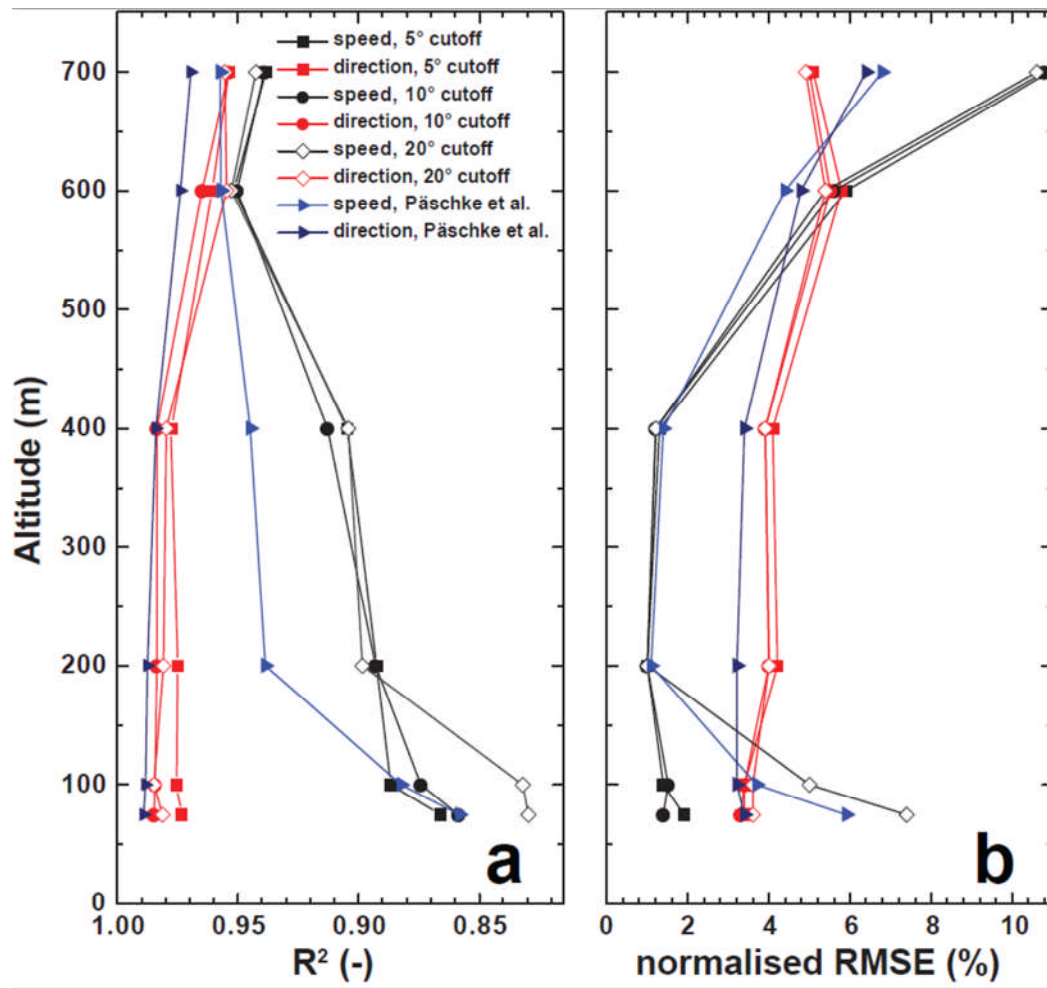 speed, 5° cutoff
direction, 5° cutoff
speed, 10° cutoff
direction, 10° cutoff
speed, 20° cutoff
direction, 20° cutoff
speed, Päschke et al.
direction, Päschke et al.
700
600
500
400
300
200
100
0
Altitude (m)
a
b
1.00 0.95 0.90 0.85
0 2 4 6 8 10
R² (-)
normalised RMSE (%)